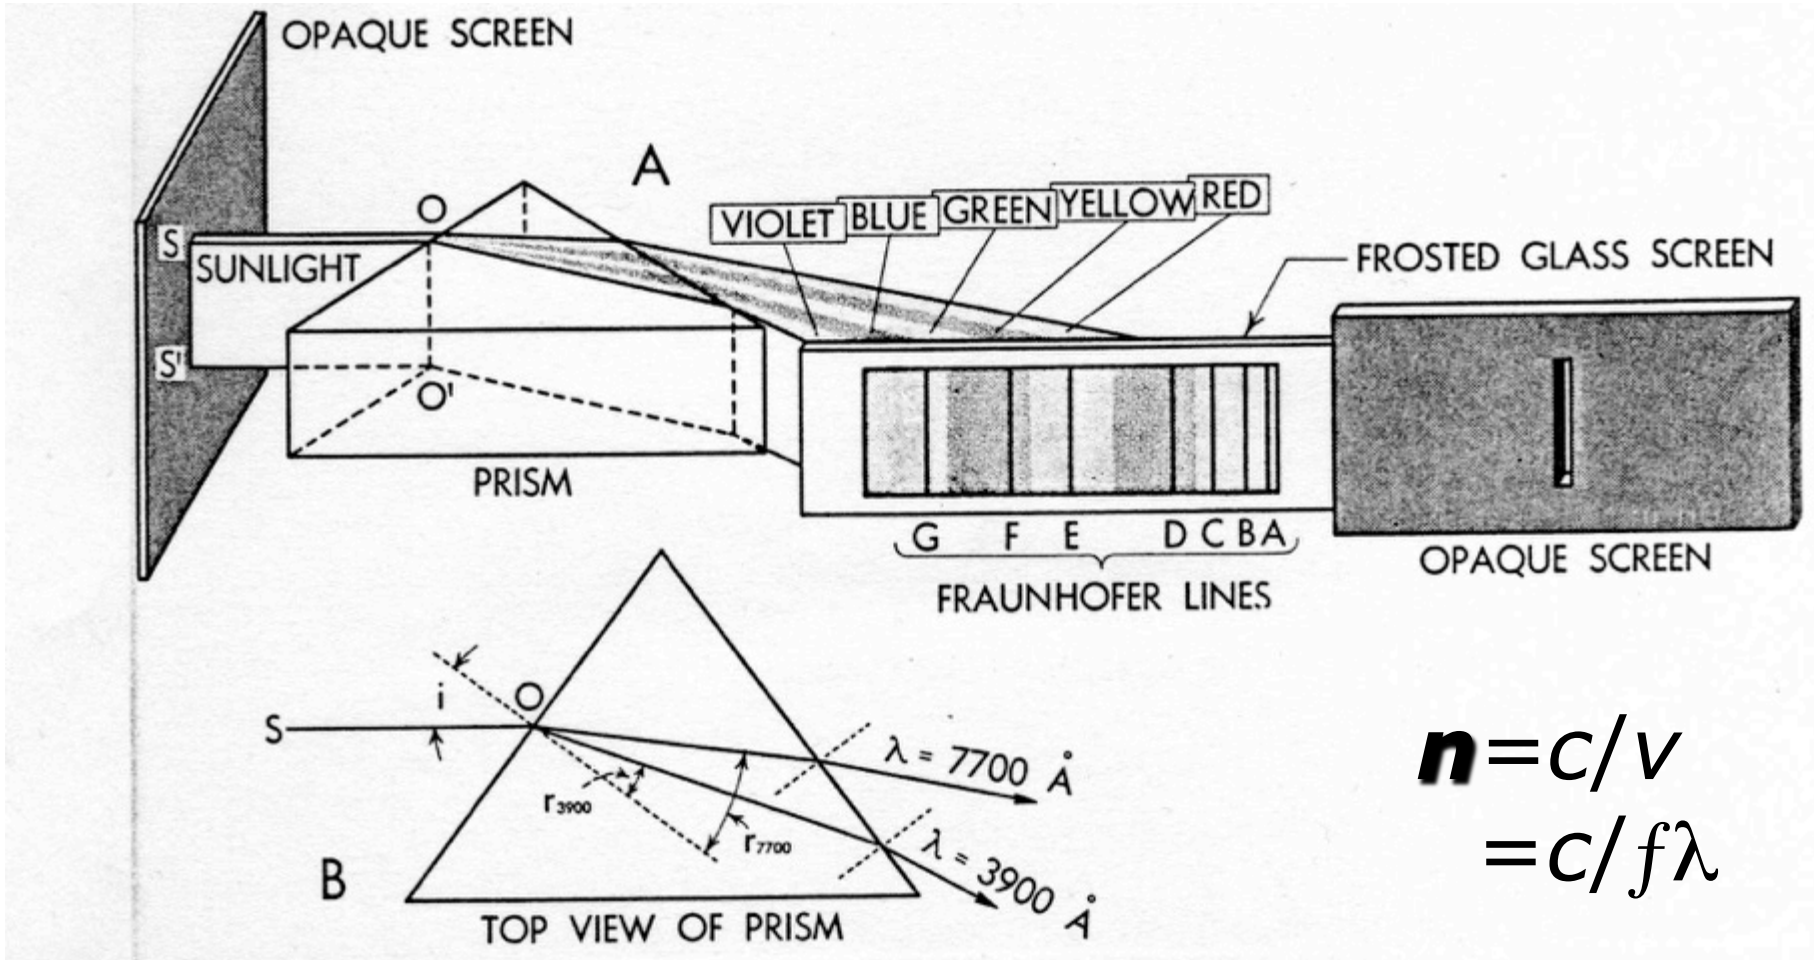 OPAQUE SCREEN
A
O
VIOLET
BLUE
GREEN
YELLOW
RED
S
SUNLIGHT
FROSTED GLASS SCREEN
S'
O'
PRISM
G F E D C B A
FRAUNHOFER LINES
OPAQUE SCREEN
i
O
S
λ = 7700 Å
r3900
r7700
λ = 3900 Å
B
TOP VIEW OF PRISM
n=c/v
=c/fλ